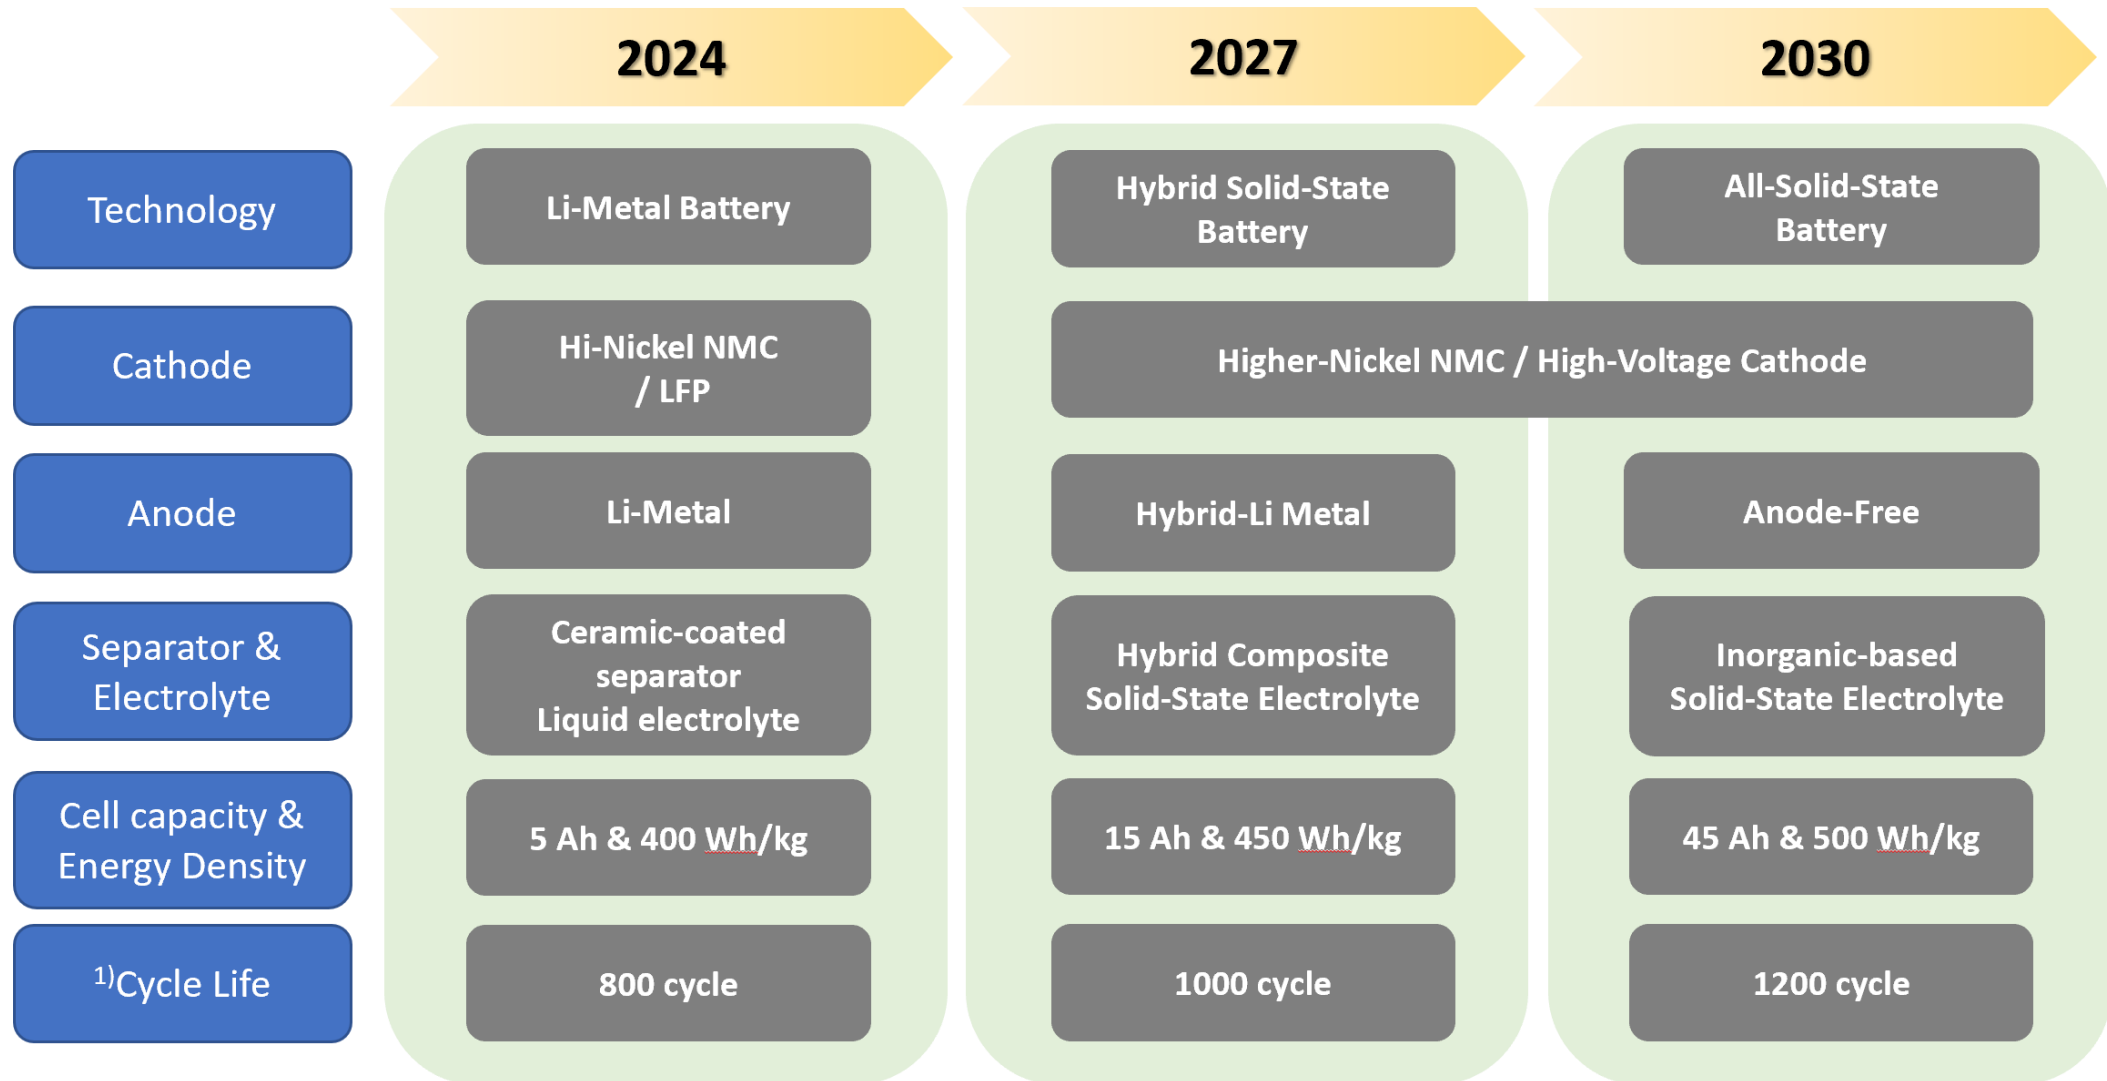 2024
2027
2030
Technology
Li-Metal Battery
Hybrid Solid-State
Battery
All-Solid-State
Battery
Cathode
Hi-Nickel NMC
/ LFP
Higher-Nickel NMC / High-Voltage Cathode
Anode
Li-Metal
Hybrid-Li Metal
Anode-Free
Separator &
Electrolyte
Ceramic-coated
separator
Liquid electrolyte
Hybrid Composite
Solid-State Electrolyte
Inorganic-based
Solid-State Electrolyte
Cell capacity &
Energy Density
5 Ah & 400 Wh/kg
15 Ah & 450 Wh/kg
45 Ah & 500 Wh/kg
1)Cycle Life
800 cycle
1000 cycle
1200 cycle